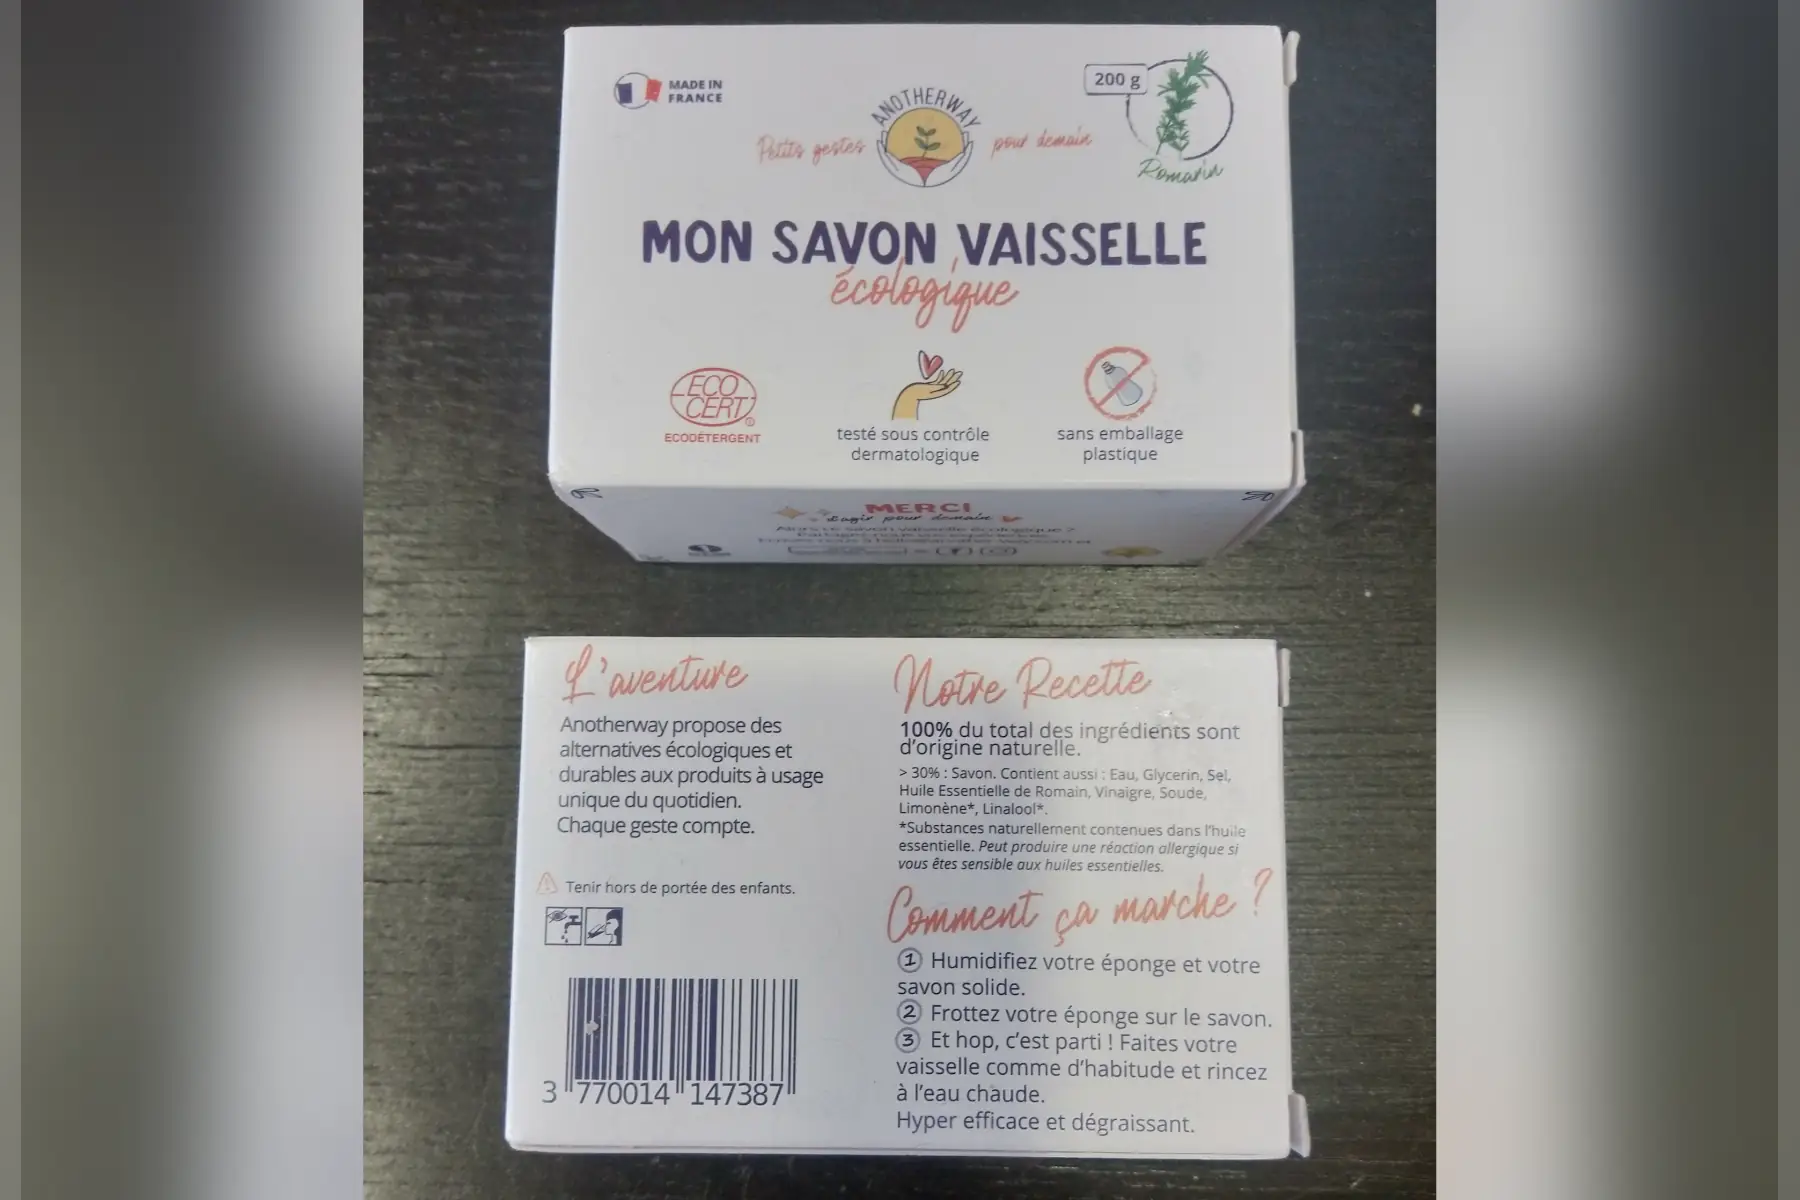 MADE IN
FRANCE
ANOTHERWAY
Petits gestes pour demain
200 g
Romarin
MON SAVON VAISSELLE
écologique
ECO
CERT
ECODÉTERGENT
testé sous contrôle
dermatologique
sans emballage
plastique
MERCI
d'agir pour demain
L'aventure
Anotherway propose des
alternatives écologiques et
durables aux produits à usage
unique du quotidien.
Chaque geste compte.
Tenir hors de portée des enfants.
3 770014 147387
Notre Recette
100% du total des ingrédients sont
d'origine naturelle.
> 30% : Savon. Contient aussi : Eau, Glycerin, Sel,
Huile Essentielle de Romain, Vinaigre, Soude,
Limonène*, Linalool*.
*Substances naturellement contenues dans l'huile
essentielle. Peut produire une réaction allergique si
vous êtes sensible aux huiles essentielles.
Comment ça marche ?
1 Humidifiez votre éponge et votre
savon solide.
2 Frottez votre éponge sur le savon.
3 Et hop, c'est parti ! Faites votre
vaisselle comme d'habitude et rincez
à l'eau chaude.
Hyper efficace et dégraissant.